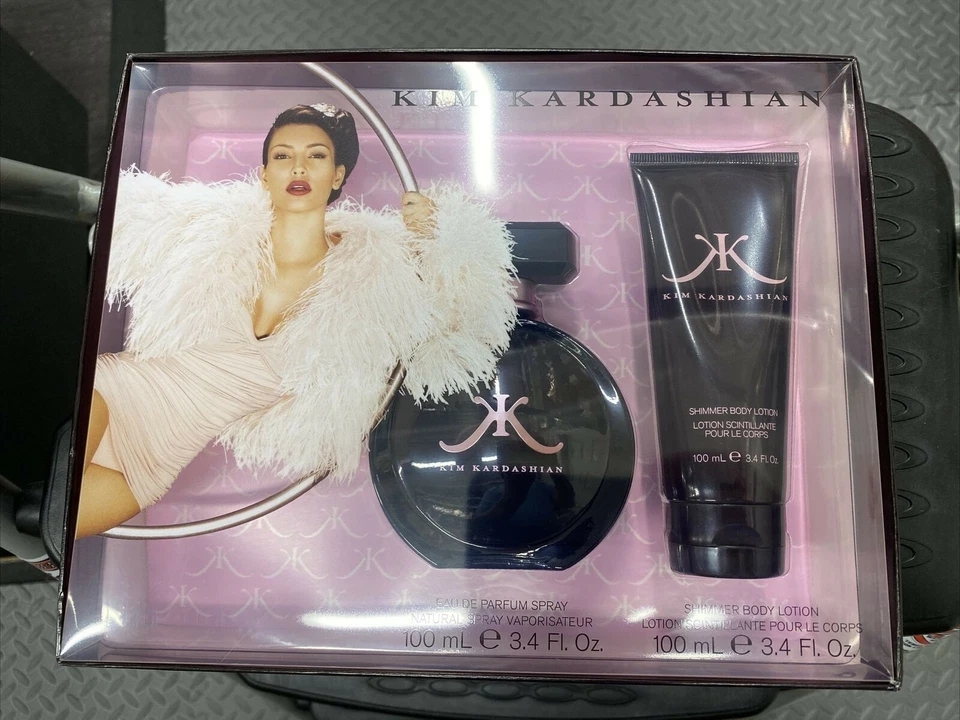 KIM KARDASHIAN
KIM KARDASHIAN
KIM KARDASHIAN
SHIMMER BODY LOTION
LOTION SCINTILLANTE
POUR LE CORPS
100 mL e 3.4 Fl. Oz.
EAU DE PARFUM SPRAY
NATURAL SPRAY VAPORISATEUR
100 mL e 3.4 Fl. Oz.
SHIMMER BODY LOTION
LOTION SCINTILLANTE POUR LE CORPS
100 mL e 3.4 Fl. Oz.